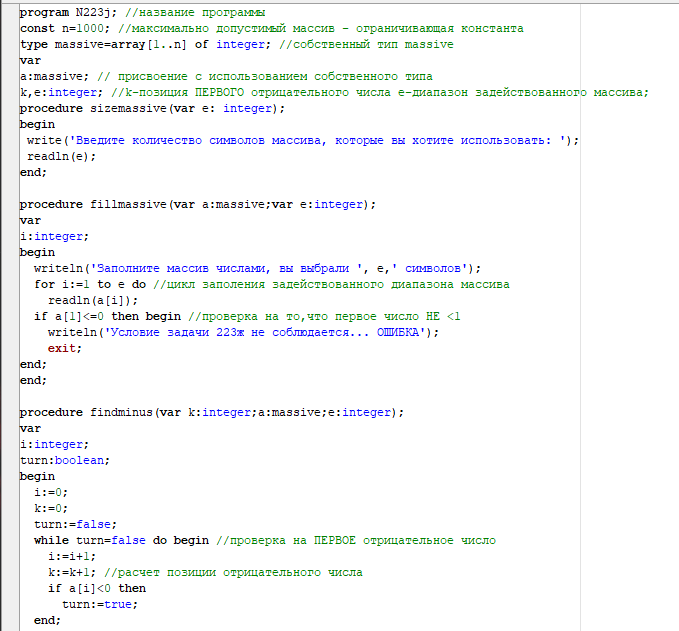 program N223j; //название программы
const n=1000; //максимально допустимый массив - ограничивающая константа
type massive=array[1..n] of integer; //собственный тип massive
var
a:massive; // присвоение с использованием собственного типа
k,e:integer; //k-позиция ПЕРВОГО отрицательного числа e-диапазон задействованного массива;
procedure sizemassive(var e: integer);
begin
write('Введите количество символов массива, которые вы хотите использовать: ');
readln(e);
end;
procedure fillmassive(var a:massive;var e:integer);
var
i:integer;
begin
writeln('Заполните массив числами, вы выбрали ', e,' символов');
for i:=1 to e do //цикл заполения задействованного диапазона массива
readln(a[i]);
if a[1]<=0 then begin //проверка на то,что первое число НЕ <1
writeln('Условие задачи 223ж не соблюдается... ОШИБКА');
exit;
end;
end;
procedure findminus(var k:integer;a:massive;e:integer);
var
i:integer;
turn:boolean;
begin
i:=0;
k:=0;
turn:=false;
while turn=false do begin //проверка на ПЕРВОЕ отрицательное число
i:=i+1;
k:=k+1; //расчет позиции отрицательного числа
if a[i]<0 then
turn:=true;
end;